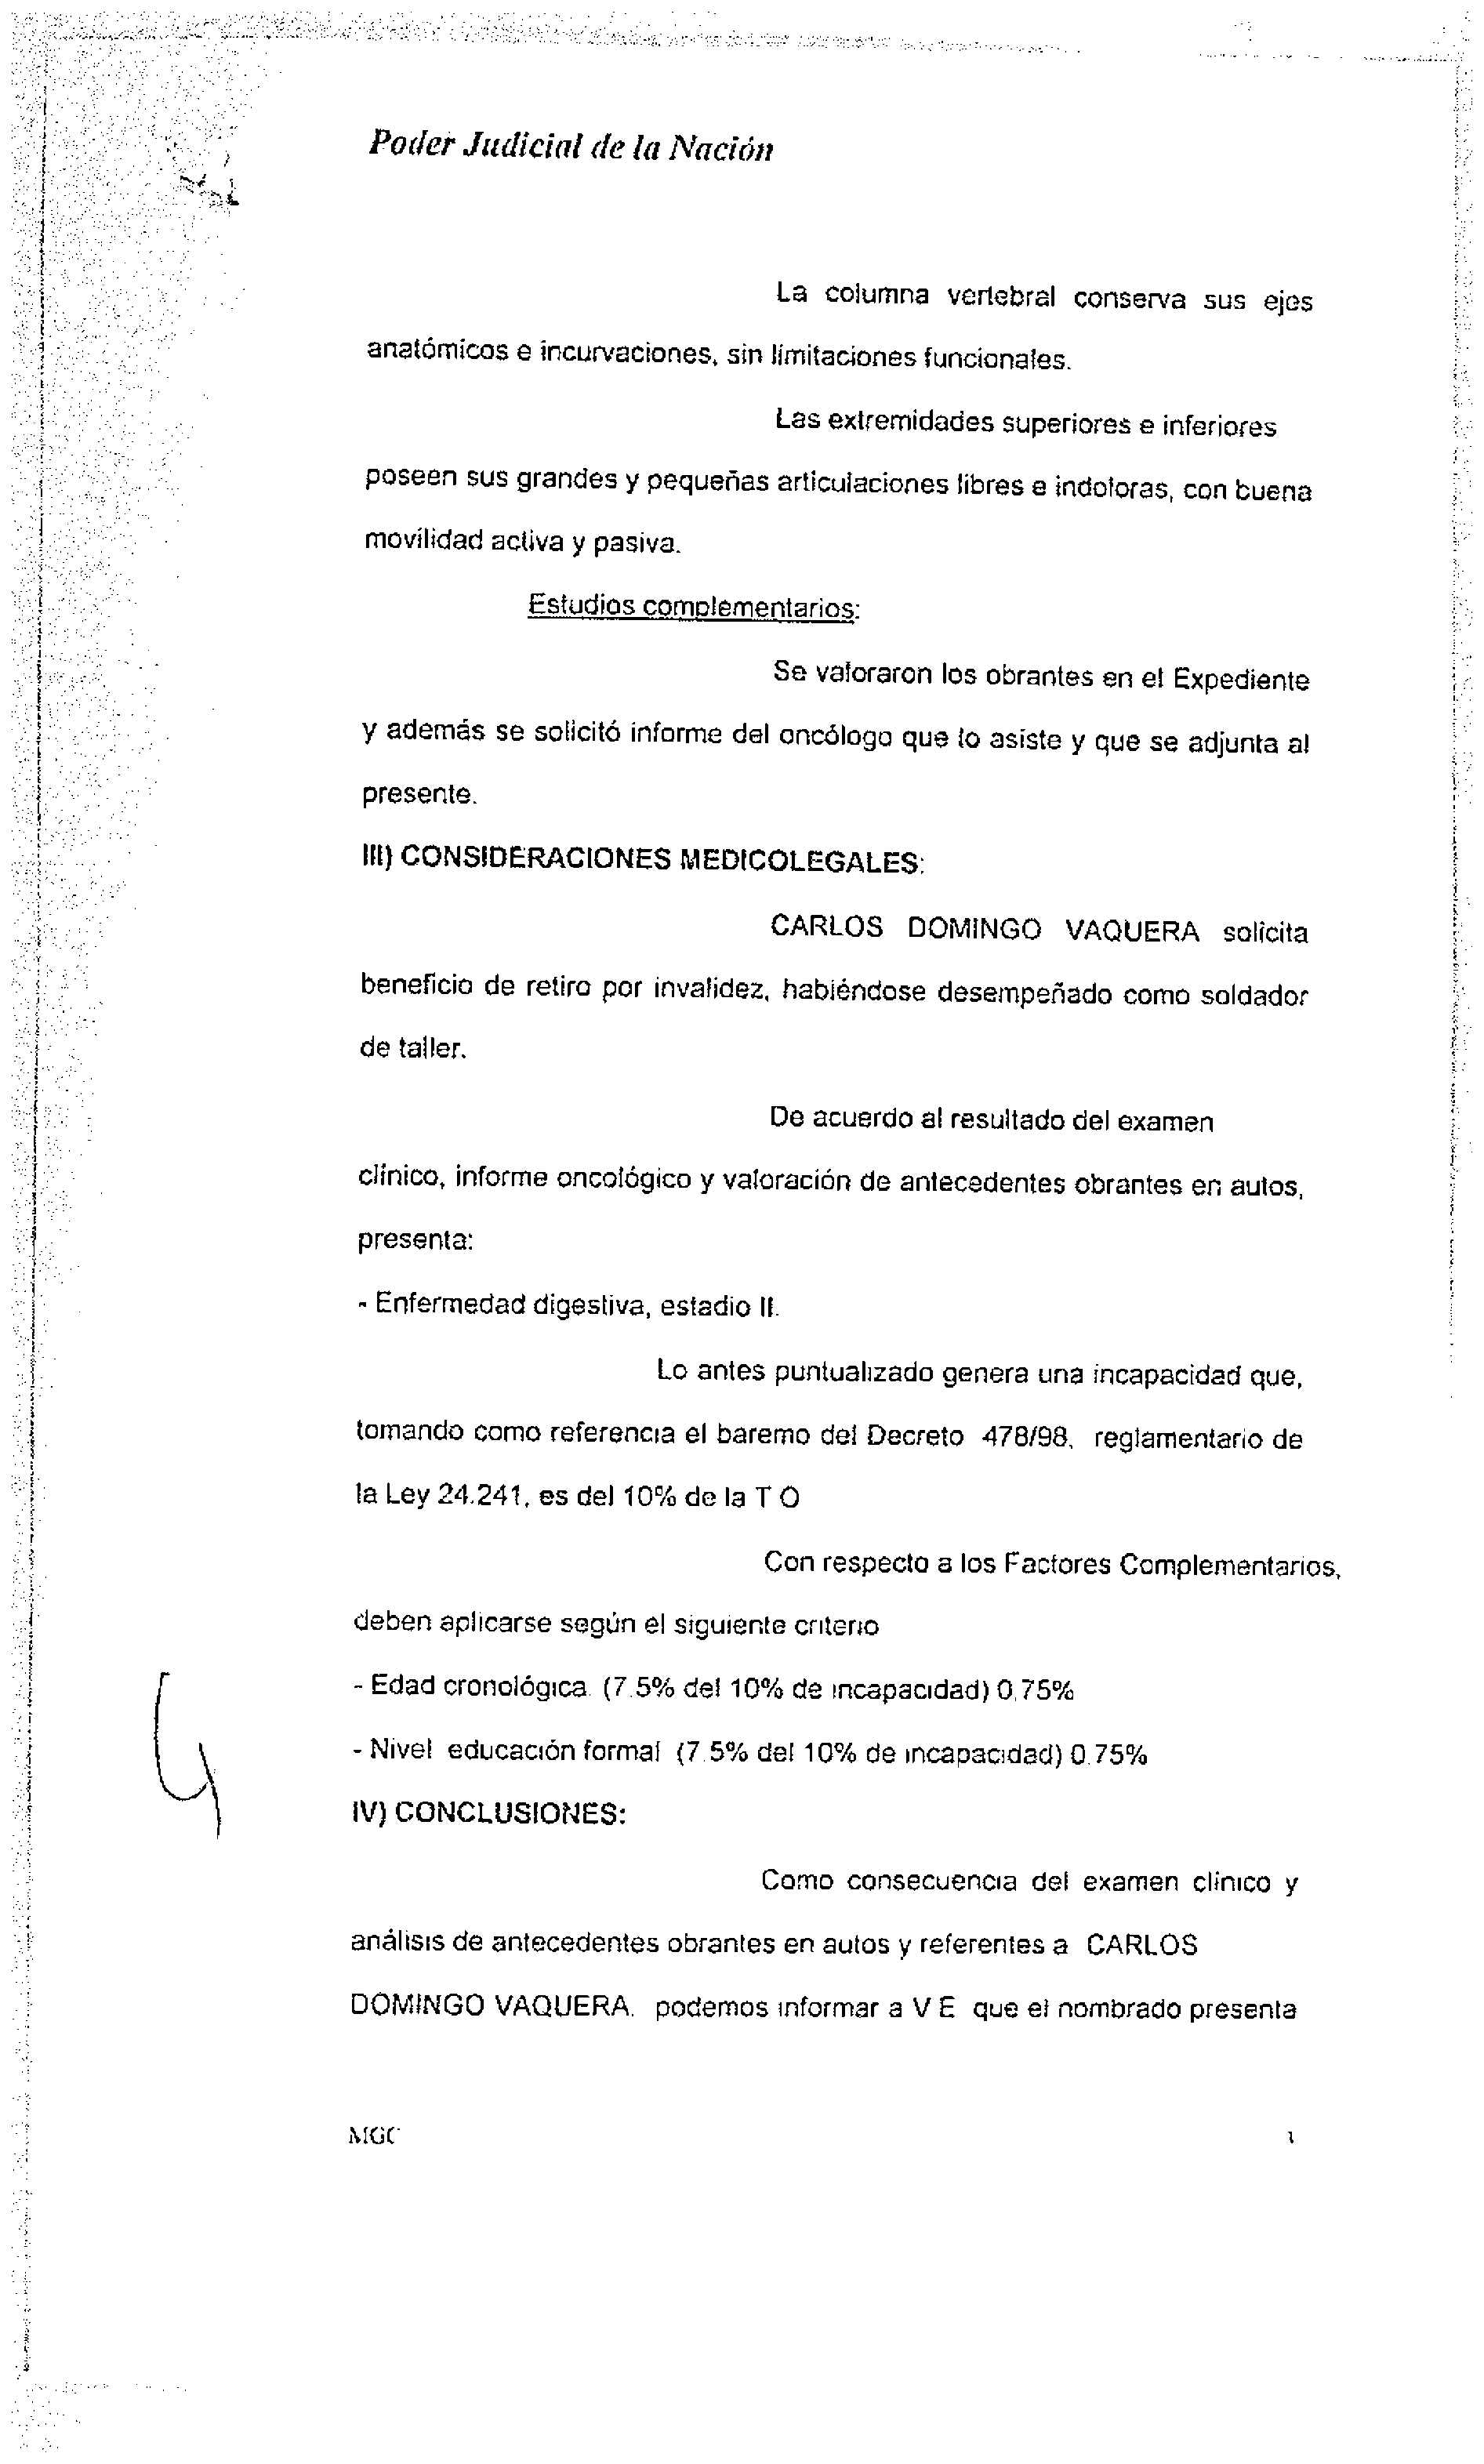 Poder Judicial de la Nación
La columna vertebral conserva sus ejes
anatómicos e incurvaciones, sin limitaciones funcionales.
Las extremidades superiores e inferiores
poseen sus grandes y pequeñas articulaciones libres e indoloras, con buena
movilidad activa y pasiva.
Estudios complementarios:
Se valoraron los obrantes en el Expediente
y además se solicitó informe del oncólogo que lo asiste y que se adjunta al
presente.
III) CONSIDERACIONES MEDICOLEGALES:
CARLOS DOMINGO VAQUERA solicita
beneficio de retiro por invalidez, habiéndose desempeñado como soldador
de taller.
De acuerdo al resultado del examen
clínico, informe oncológico y valoración de antecedentes obrantes en autos,
presenta:
- Enfermedad digestiva, estadio II.
Lo antes puntualizado genera una incapacidad que,
tomando como referencia el baremo del Decreto 478/98, reglamentario de
la Ley 24.241, es del 10% de la T O
Con respecto a los Factores Complementarios,
deben aplicarse según el siguiente criterio
- Edad cronológica. (7.5% del 10% de incapacidad) 0,75%
- Nivel educación formal (7.5% del 10% de incapacidad) 0.75%
IV) CONCLUSIONES:
Como consecuencia del examen clínico y
análisis de antecedentes obrantes en autos y referentes a CARLOS
DOMINGO VAQUERA. podemos informar a V E que el nombrado presenta
MGC